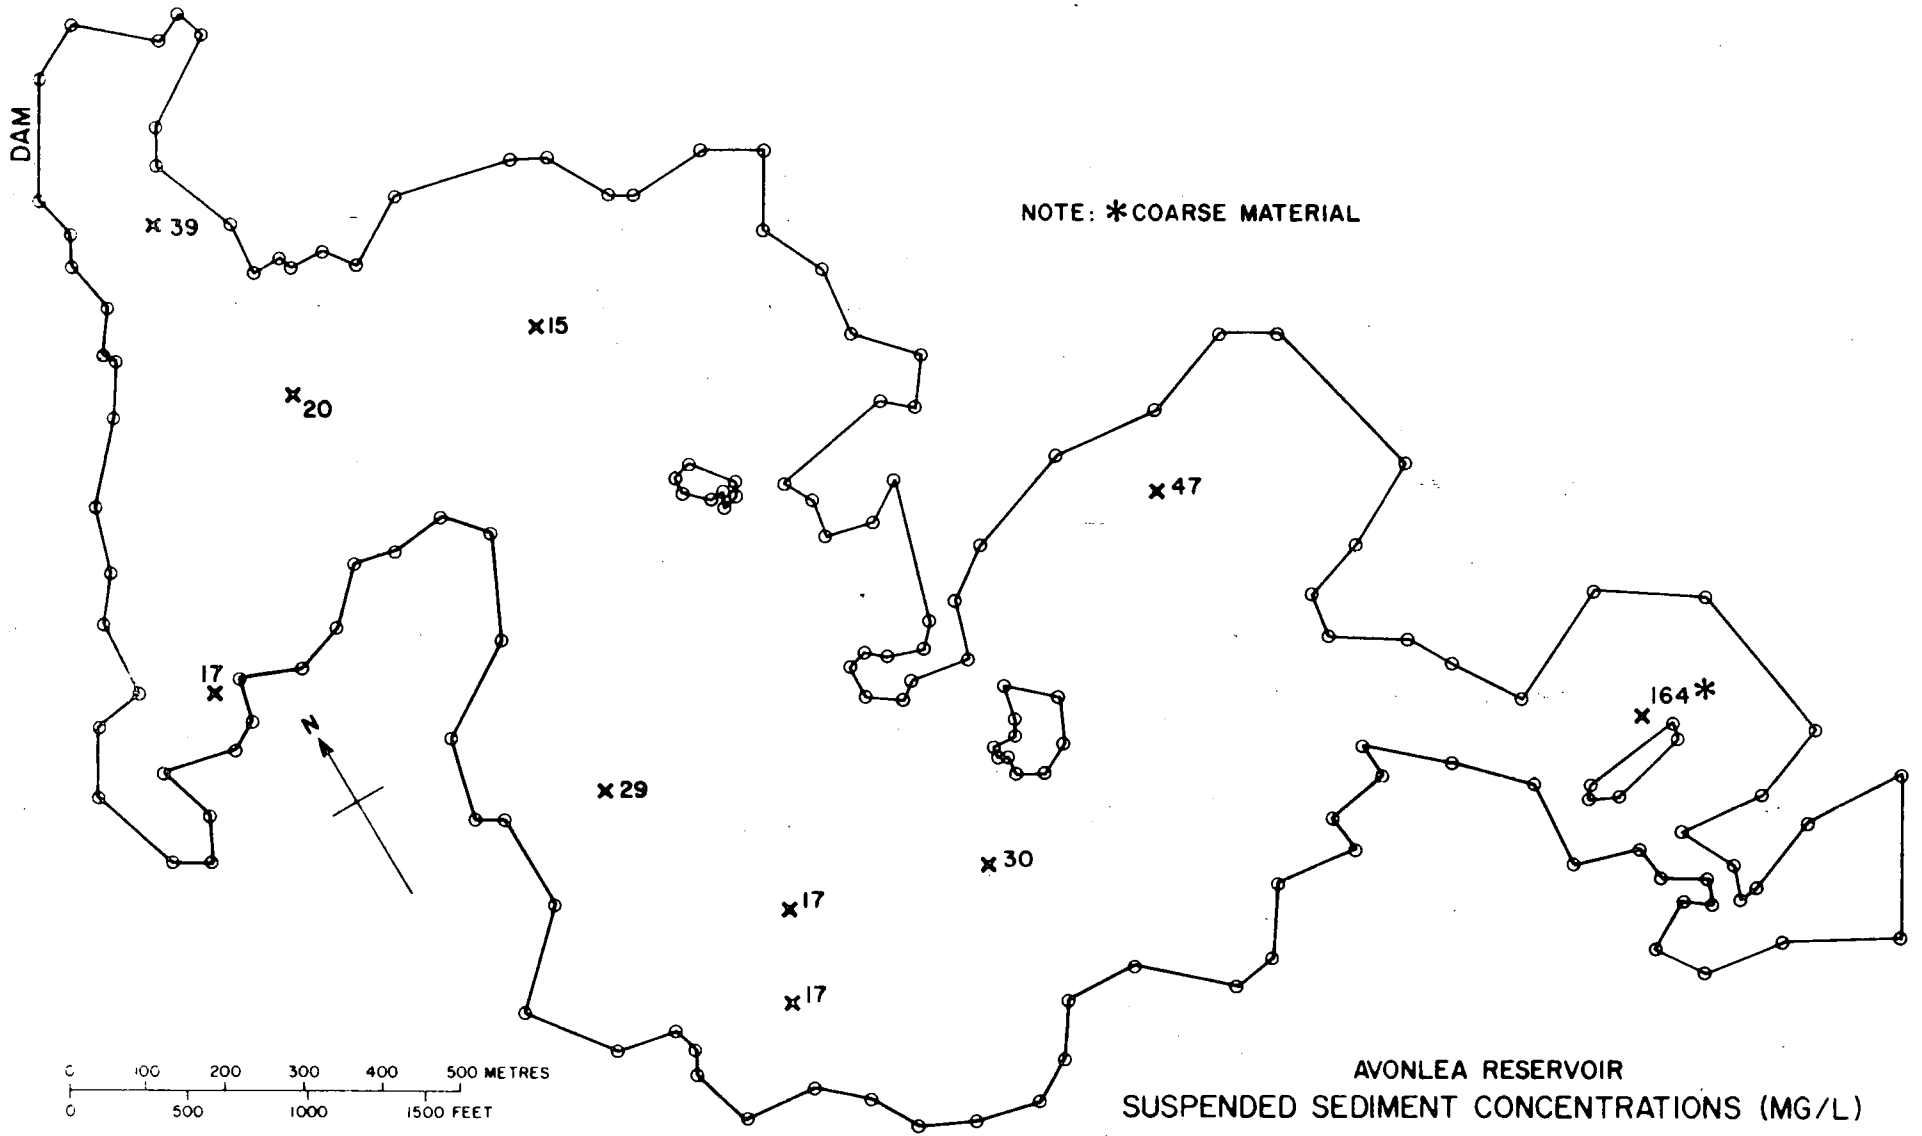 DAM
39
NOTE: *COARSE MATERIAL
15
20
47
17
164*
N
29
30
17
17
0 100 200 300 400 500 METRES
0 500 1000 1500 FEET
AVONLEA RESERVOIR
SUSPENDED SEDIMENT CONCENTRATIONS (MG/L)